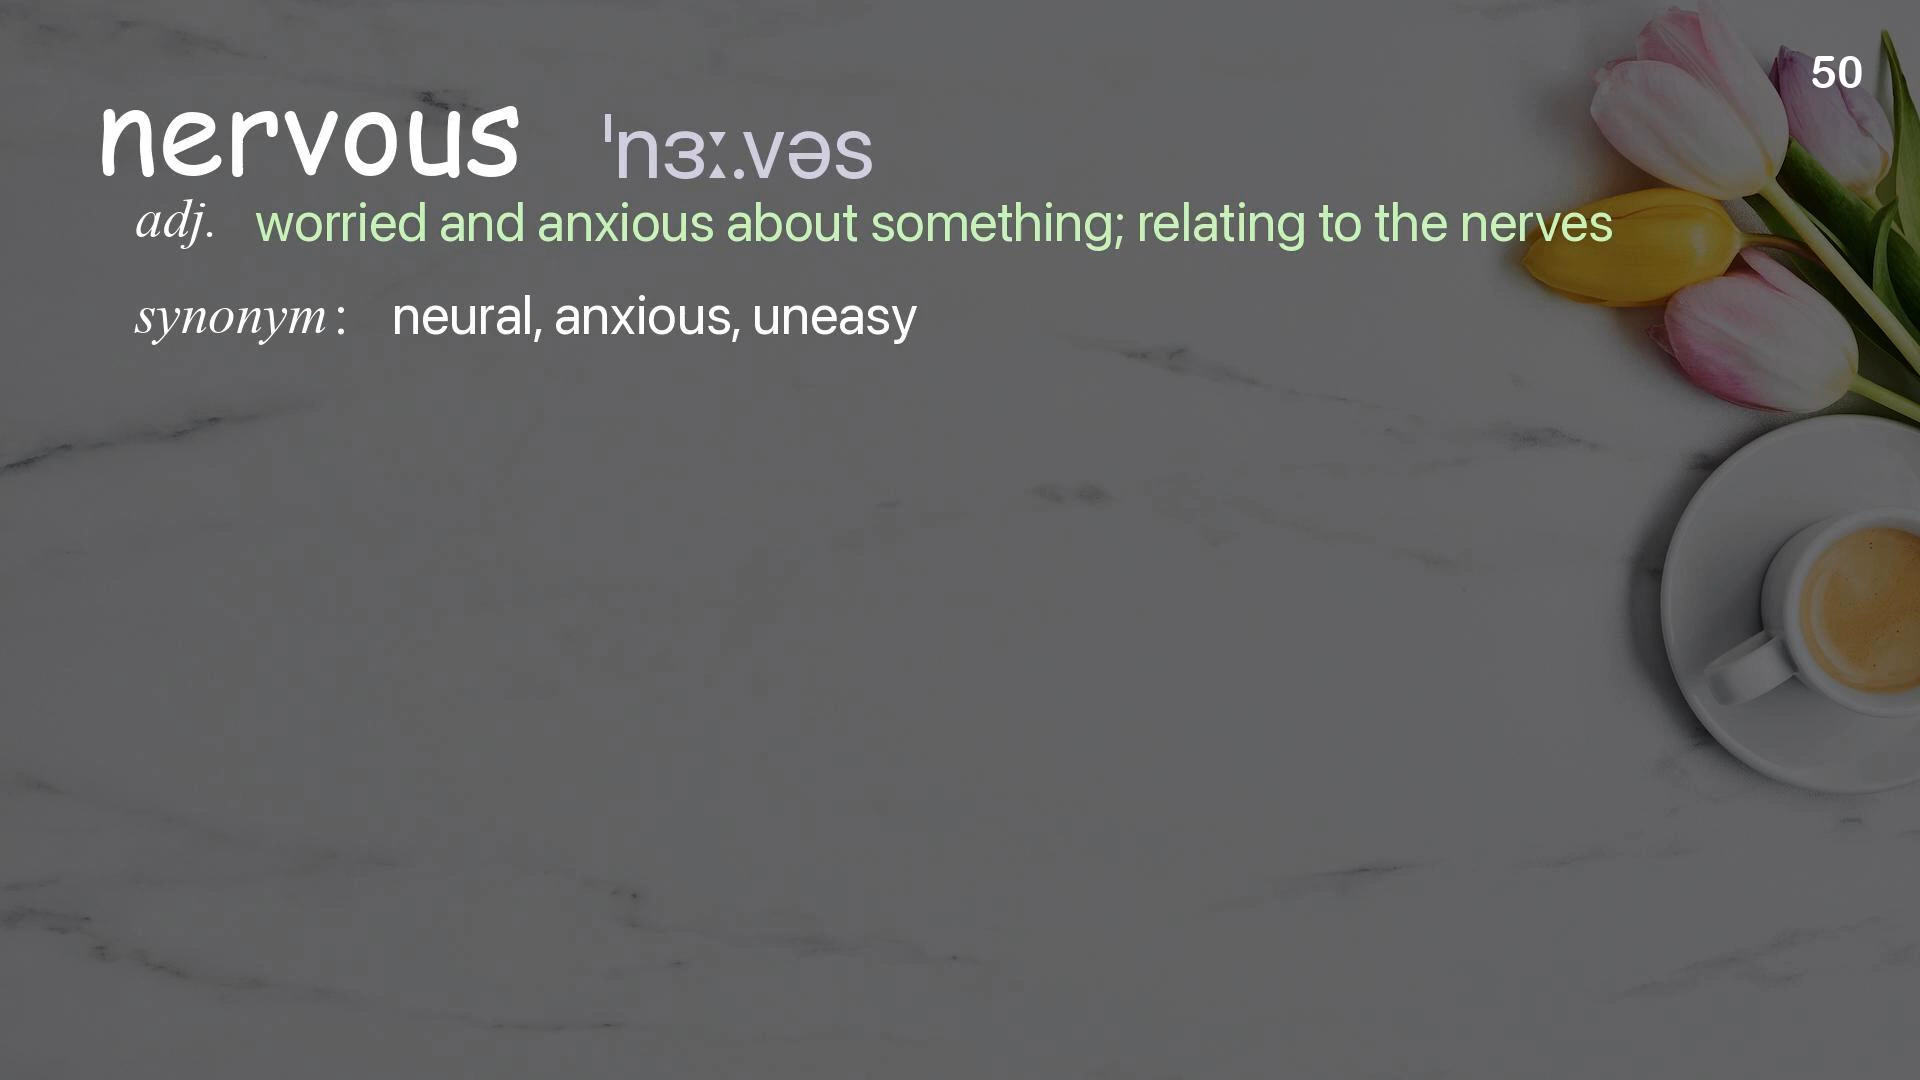 50
nervous ˈnɜː.vəs
adj. worried and anxious about something; relating to the nerves
synonym: neural, anxious, uneasy